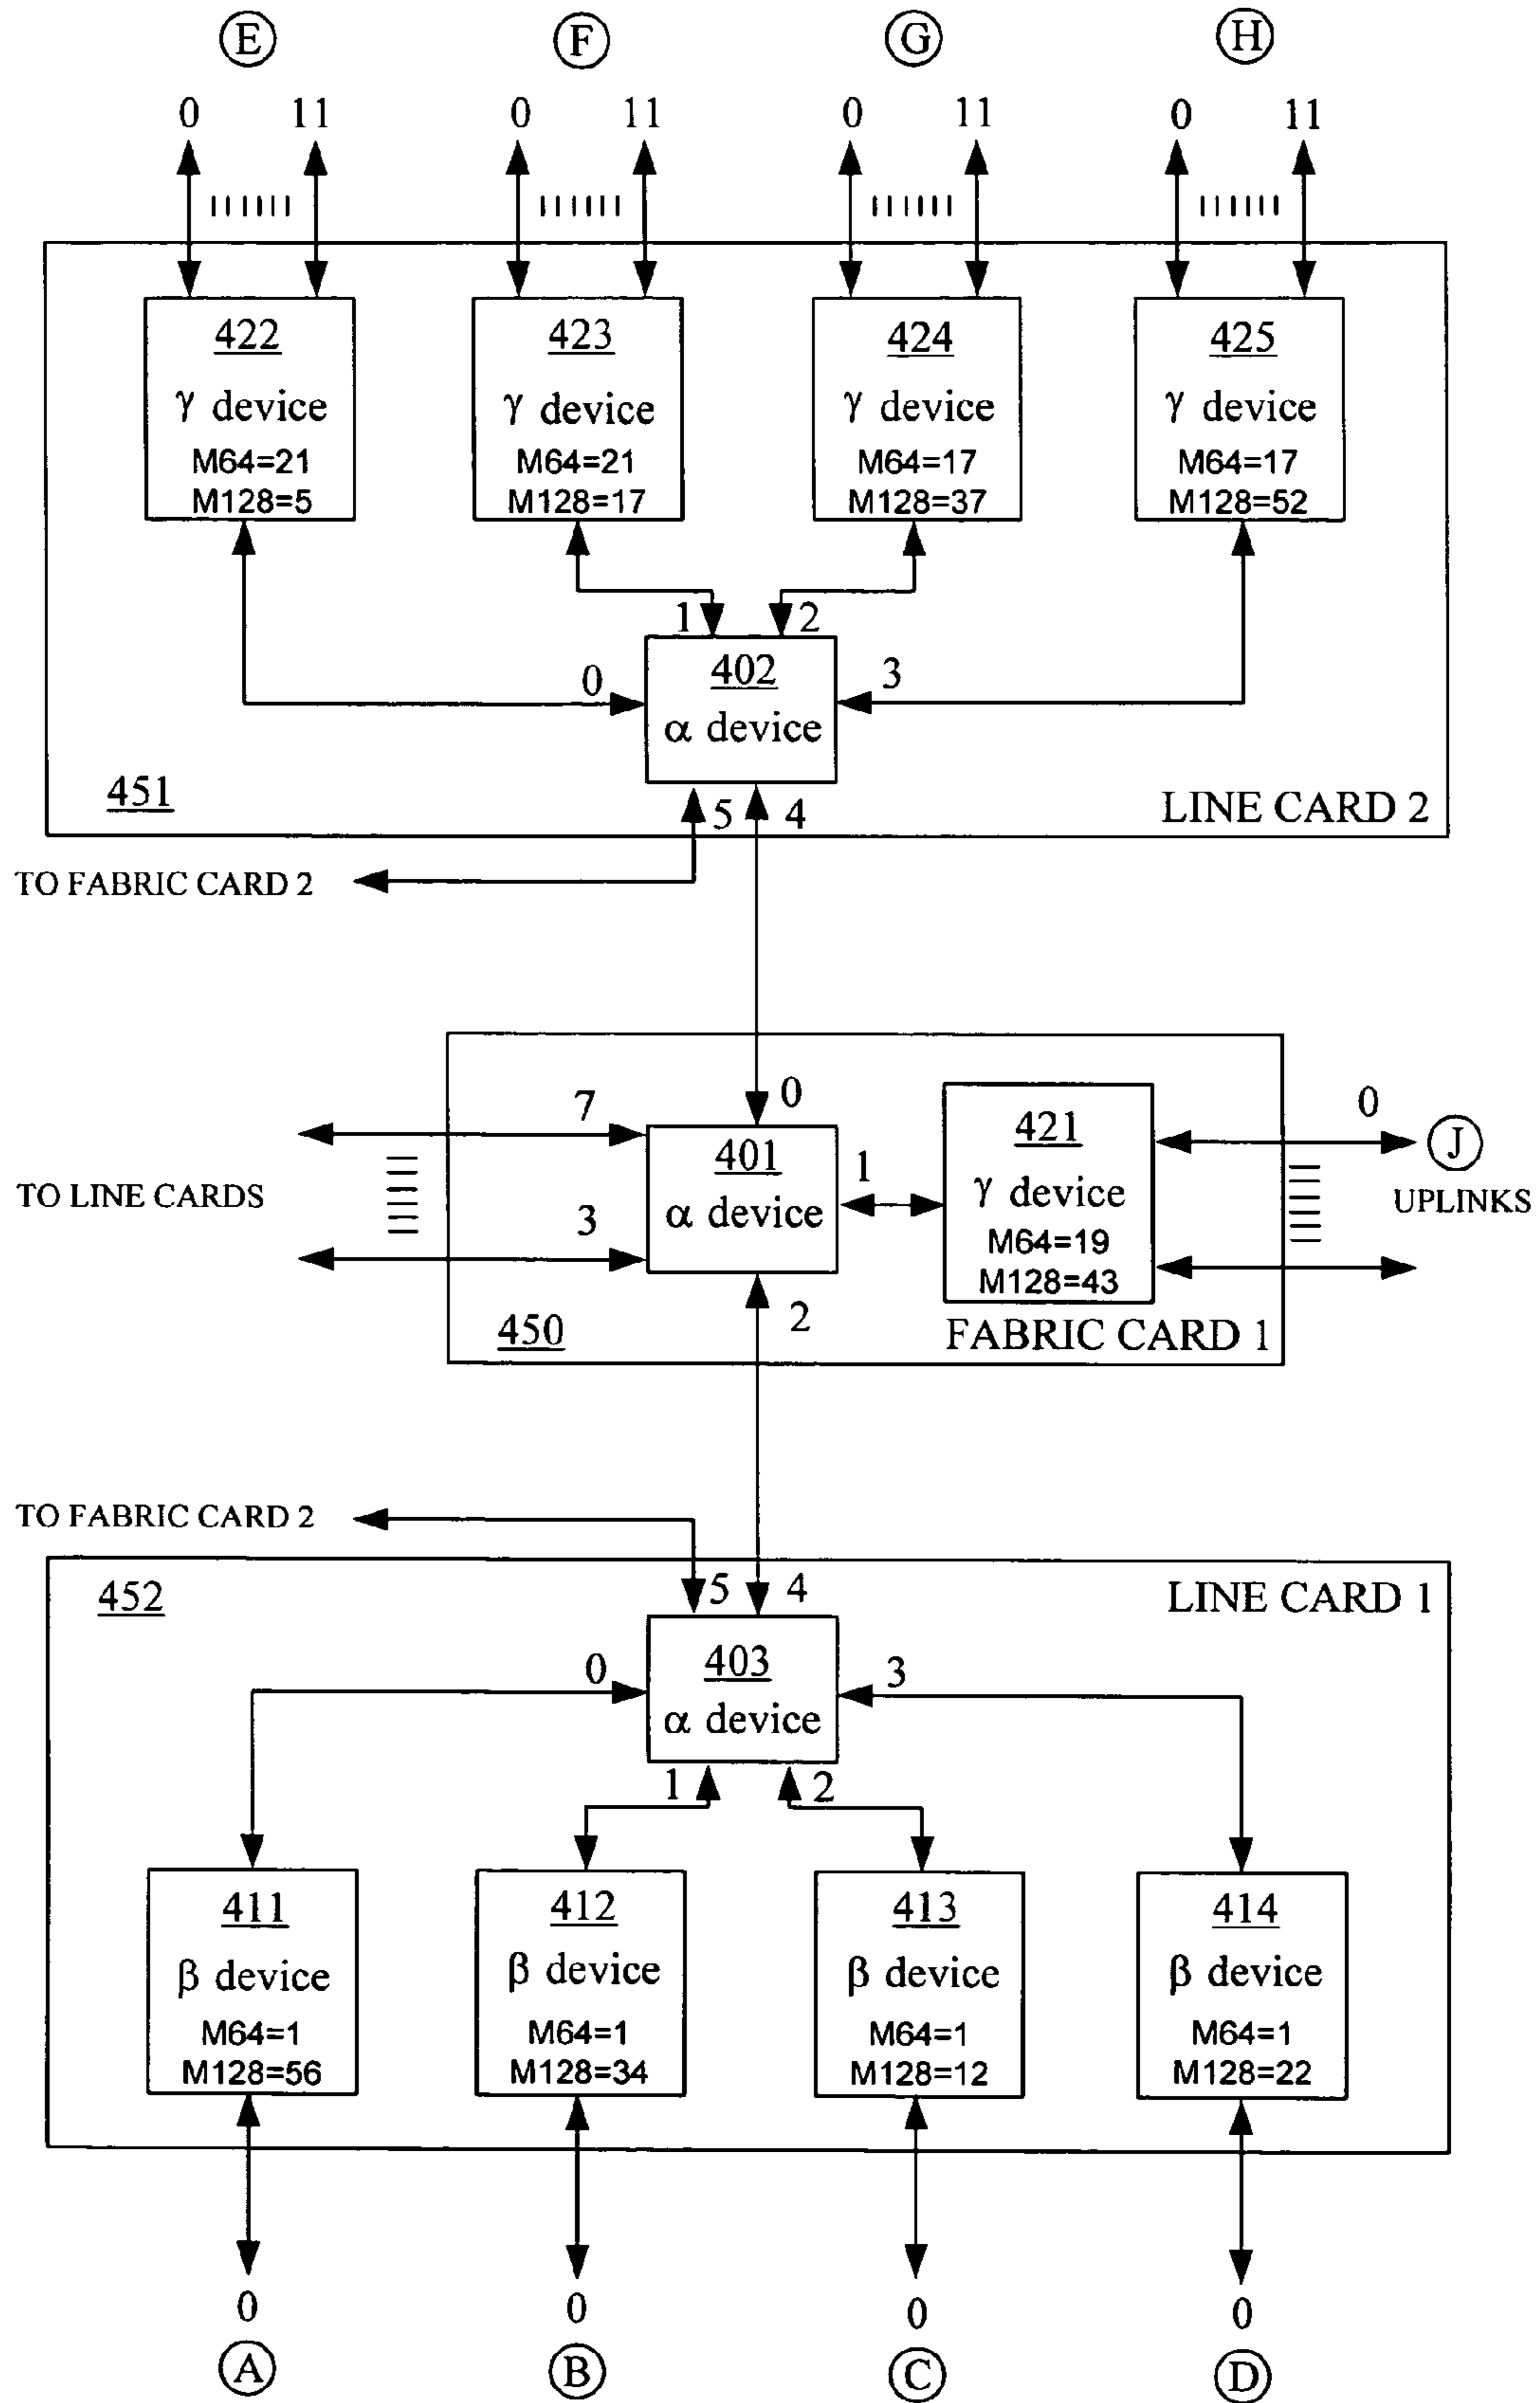 E F G H
0 11 0 11 0 11 0 11
422 423 424 425
γ device γ device γ device γ device
M64=21 M64=21 M64=17 M64=17
M128=5 M128=17 M128=37 M128=52
1 2
0 402 3
α device
451
5 4 LINE CARD 2
TO FABRIC CARD 2
7 0 0
401 1 421 J
TO LINE CARDS α device γ device UPLINKS
3 M64=19
M128=43
2
450 FABRIC CARD 1
TO FABRIC CARD 2
452 5 4 LINE CARD 1
0 403 3
α device
1 2
411 412 413 414
β device β device β device β device
M64=1 M64=1 M64=1 M64=1
M128=56 M128=34 M128=12 M128=22
0 0 0 0
A B C D